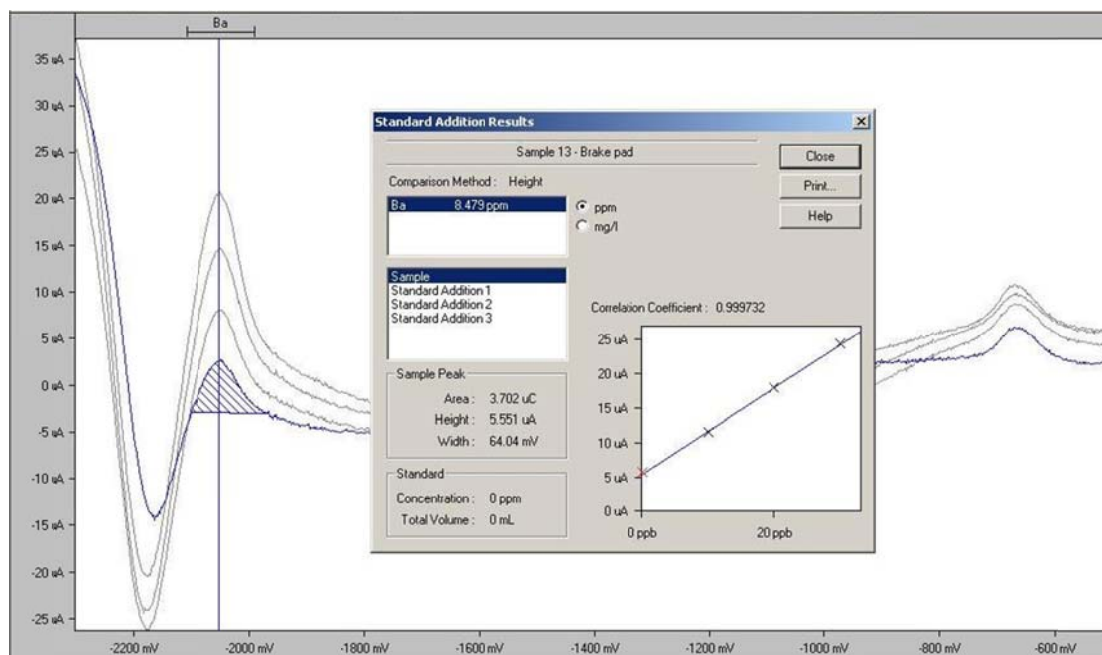 Ba
35 uA
30 uA
25 uA
20 uA
15 uA
10 uA
5 uA
0 uA
-5 uA
-10 uA
-15 uA
-20 uA
-25 uA
-2200 mV -2000 mV -1800 mV -1600 mV -1400 mV -1200 mV -1000 mV -800 mV -600 mV
Standard Addition Results
Sample 13 - Brake pad
Close
Print...
Help
Comparison Method : Height
Ba 8.479 ppm
ppm
mg/l
Sample
Standard Addition 1
Standard Addition 2
Standard Addition 3
Sample Peak
Area : 3.702 uC
Height : 5.551 uA
Width : 64.04 mV
Standard
Concentration : 0 ppm
Total Volume : 0 mL
Correlation Coefficient : 0.999732
25 uA
20 uA
15 uA
10 uA
5 uA
0 uA
0 ppb 20 ppb